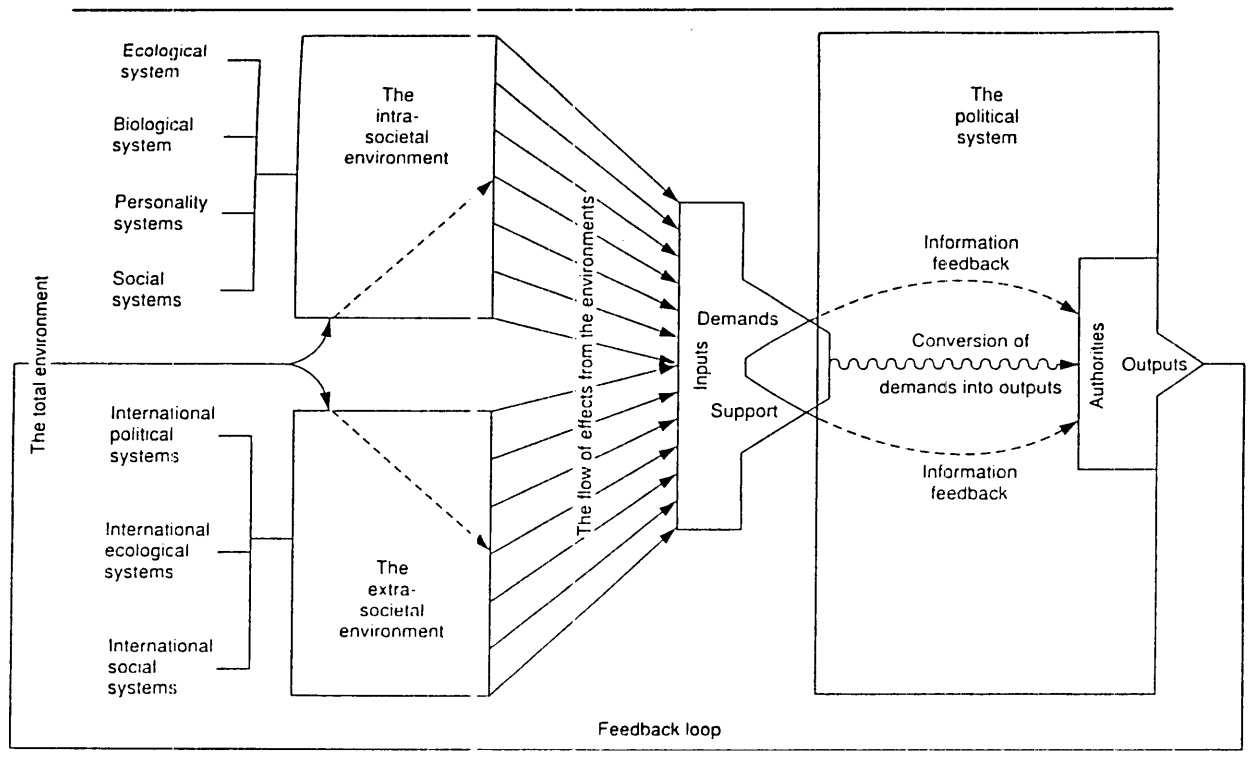 Ecological
system
Biological
system
Personality
systems
Social
systems
The total environment
International
political
systems
International
ecological
systems
International
social
systems
The
intra-
societal
environment
The
extra-
societal
environment
The flow of effects from the environments
Inputs
Demands
Support
The
political
system
Information
feedback
Conversion of
demands into outputs
Information
feedback
Authorities
Outputs
Feedback loop